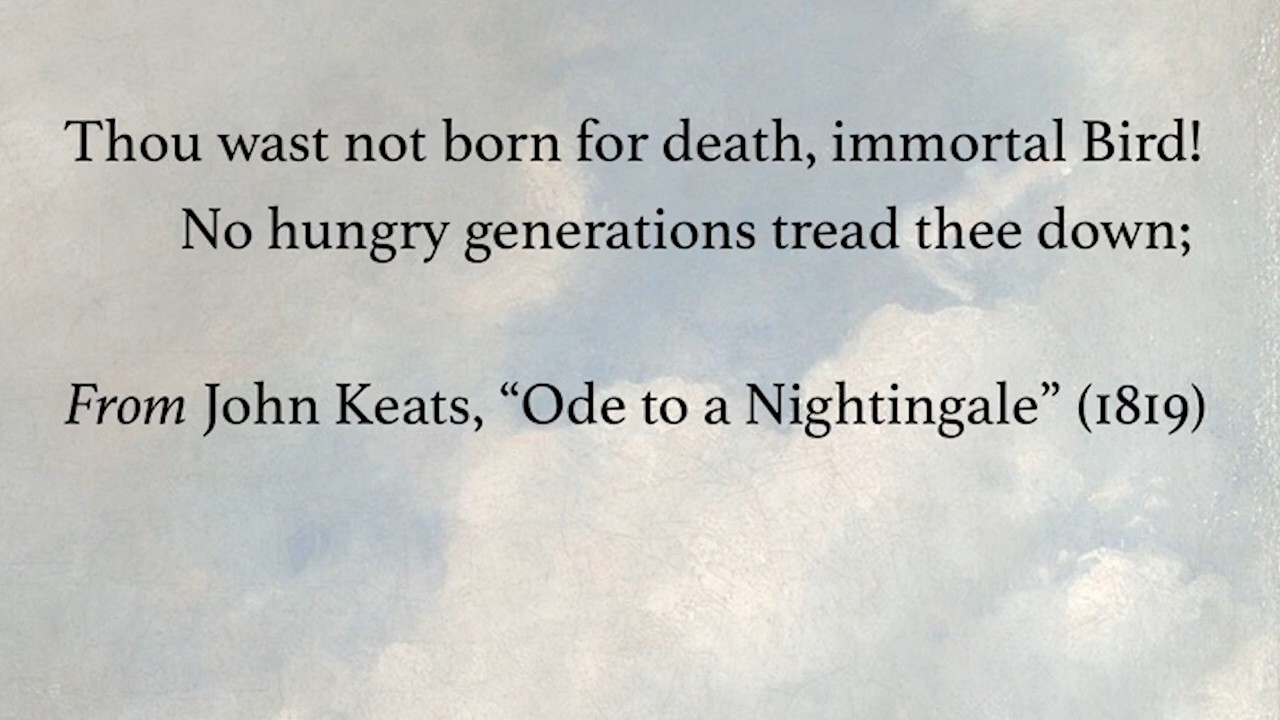 Thou wast not born for death, immortal Bird!
No hungry generations tread thee down;
From John Keats, “Ode to a Nightingale” (1819)